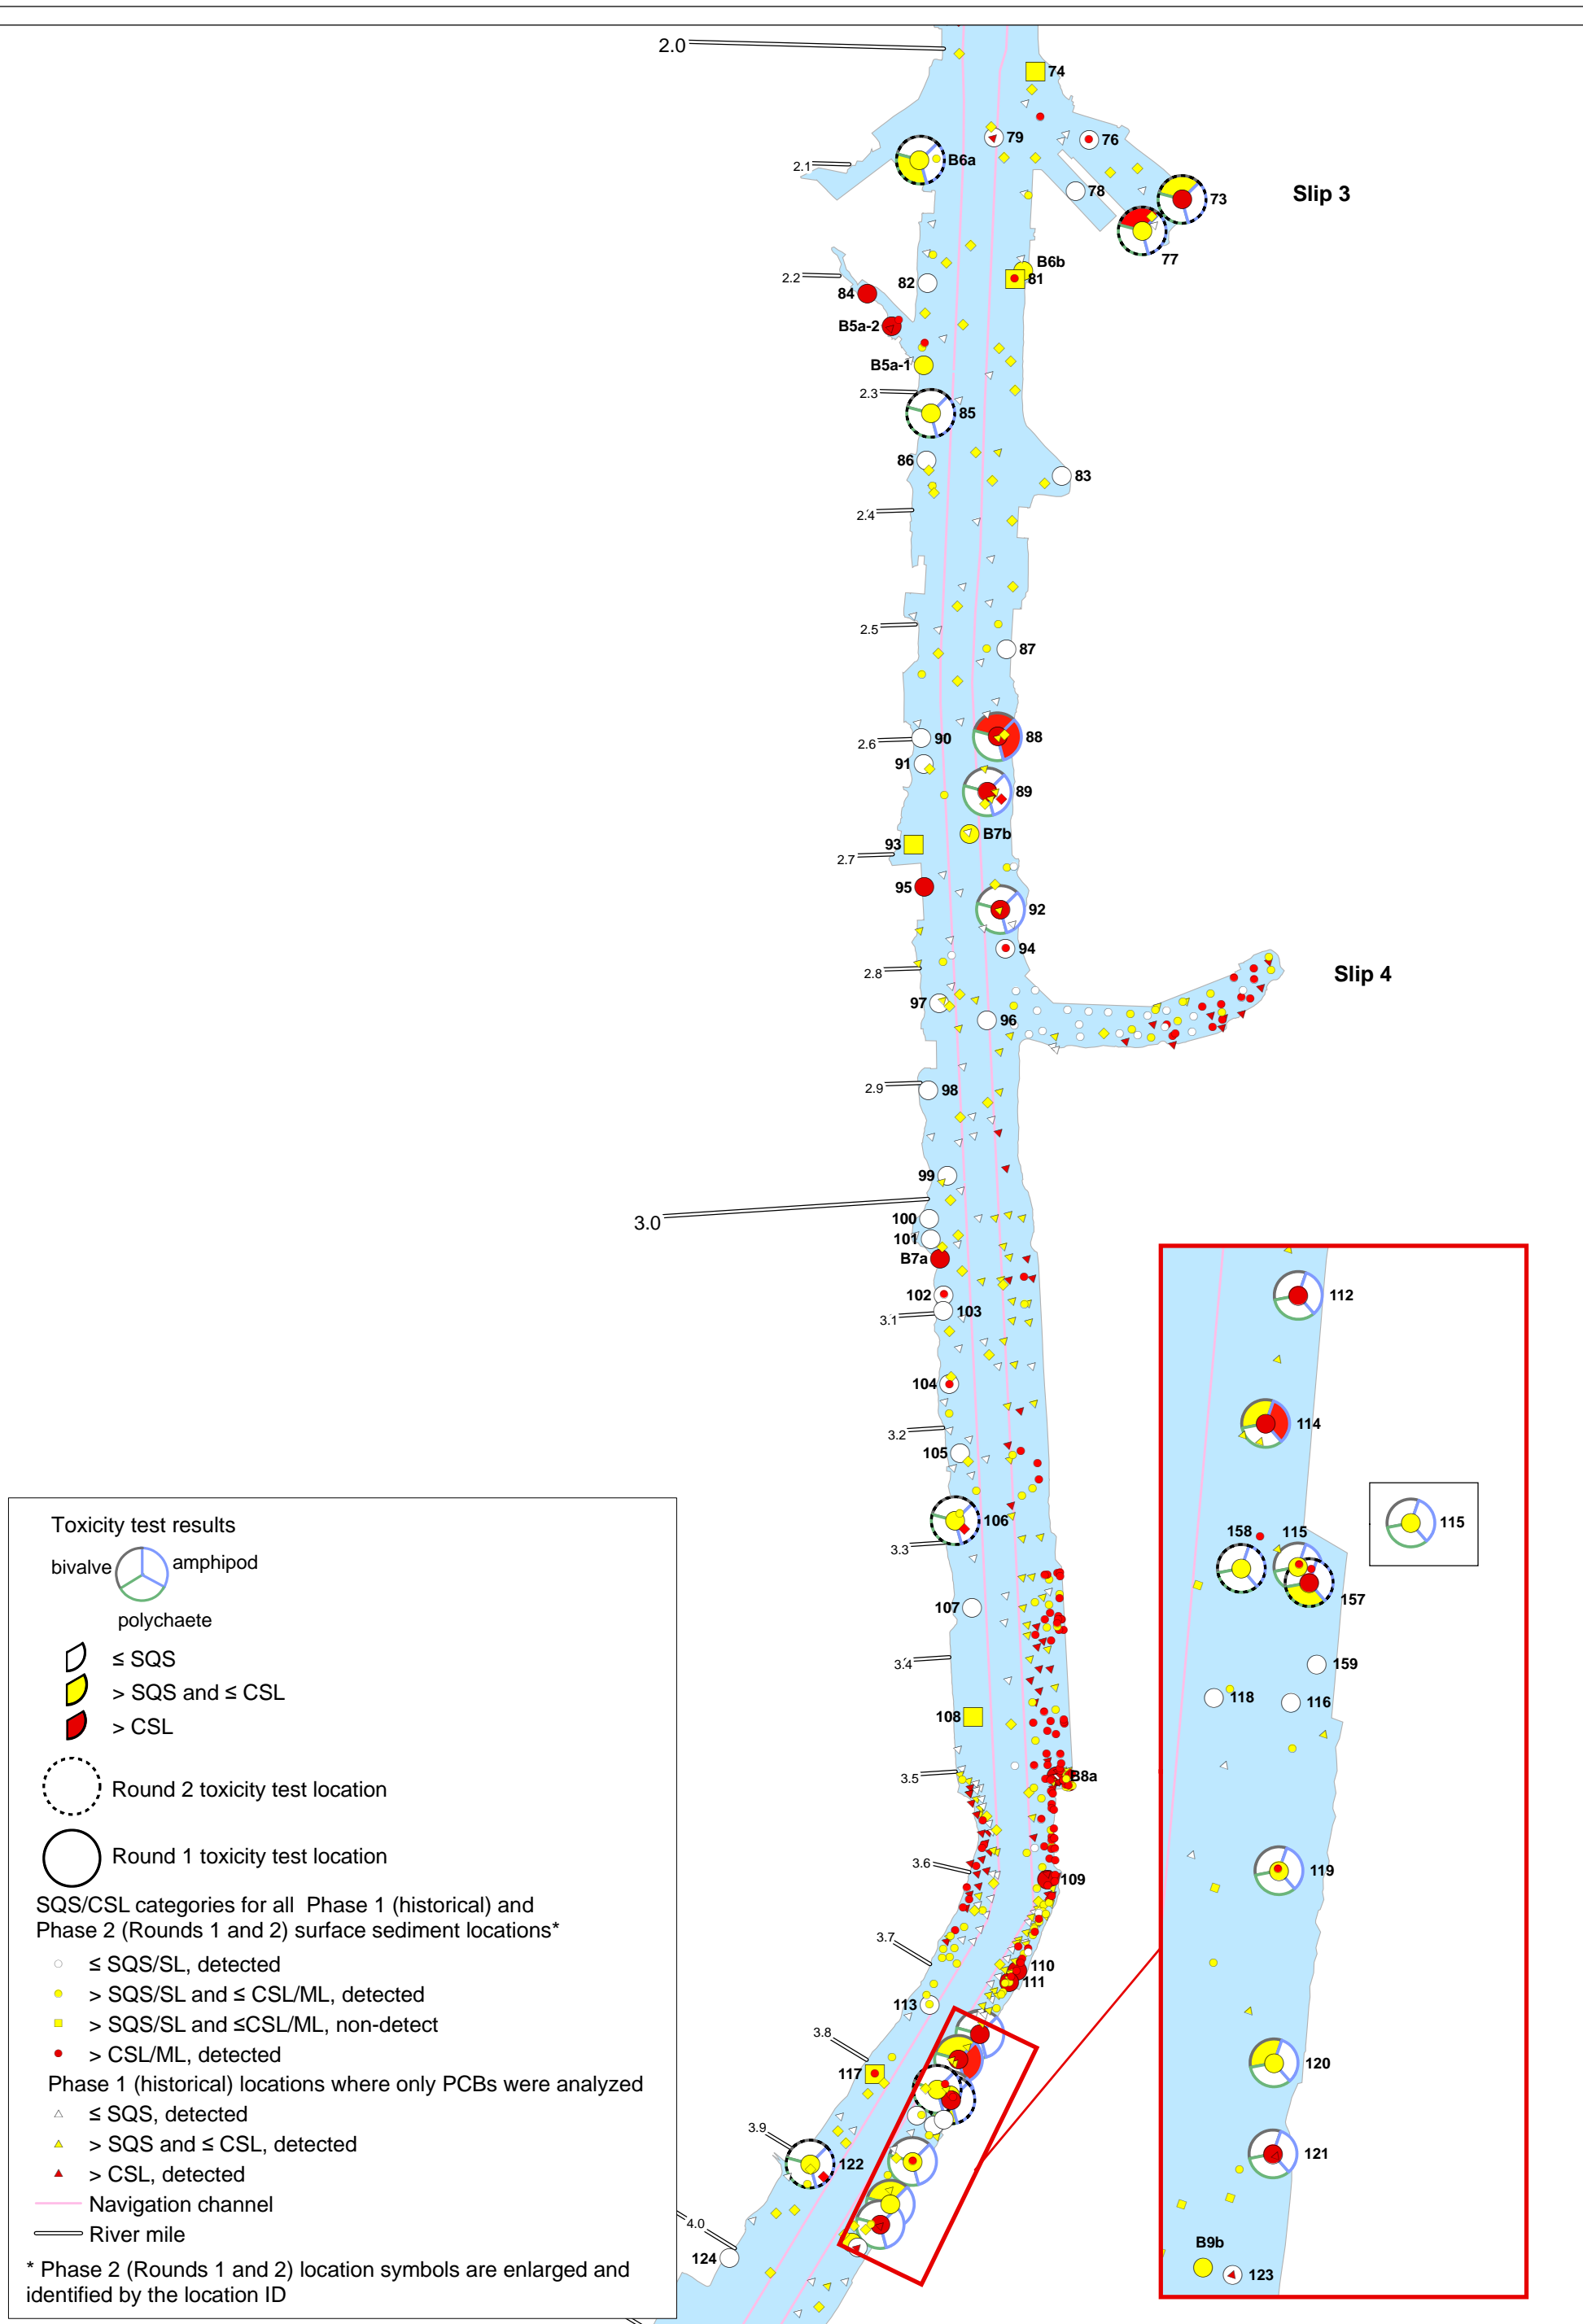 2.0
74
79
76
B6a
2.1
78
73
Slip 3
77
B6b
81
82
2.2
84
B5a-2
B5a-1
2.3
85
86
83
2.4
2.5
87
88
90
2.6
91
89
B7b
93
2.7
95
92
94
2.8
Slip 4
97
96
2.9
98
99
3.0
100
101
B7a
102
103
3.1
104
3.2
105
106
3.3
107
3.4
108
3.5
B8a
3.6
109
3.7
110
111
113
3.8
117
3.9
122
4.0
124
112
114
115
158
115
157
159
118
116
119
120
121
B9b
123
Toxicity test results
bivalve
amphipod
polychaete
≤ SQS
> SQS and ≤ CSL
> CSL
Round 2 toxicity test location
Round 1 toxicity test location
SQS/CSL categories for all Phase 1 (historical) and
Phase 2 (Rounds 1 and 2) surface sediment locations*
≤ SQS/SL, detected
> SQS/SL and ≤ CSL/ML, detected
> SQS/SL and ≤CSL/ML, non-detect
> CSL/ML, detected
Phase 1 (historical) locations where only PCBs were analyzed
≤ SQS, detected
> SQS and ≤ CSL, detected
> CSL, detected
Navigation channel
River mile
* Phase 2 (Rounds 1 and 2) location symbols are enlarged and
identified by the location ID